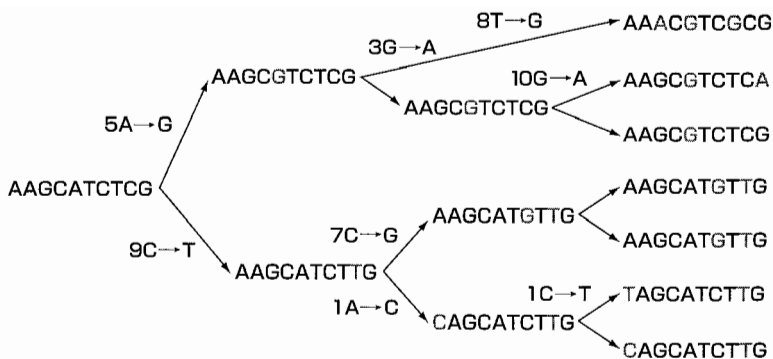 8T→G
AAACGTCGCG
3G→A
AAGCGTCTCG
10G→A
AAGCGTCTCA
AAGCGTCTCG
5A→G
AAGCGTCTCG
AAGCATCTCG
AAGCATGTTG
7C→G
AAGCATGTTG
9C→T
AAGCATGTTG
AAGCATCTTG
1A→C
1C→T
TAGCATCTTG
CAGCATCTTG
CAGCATCTTG